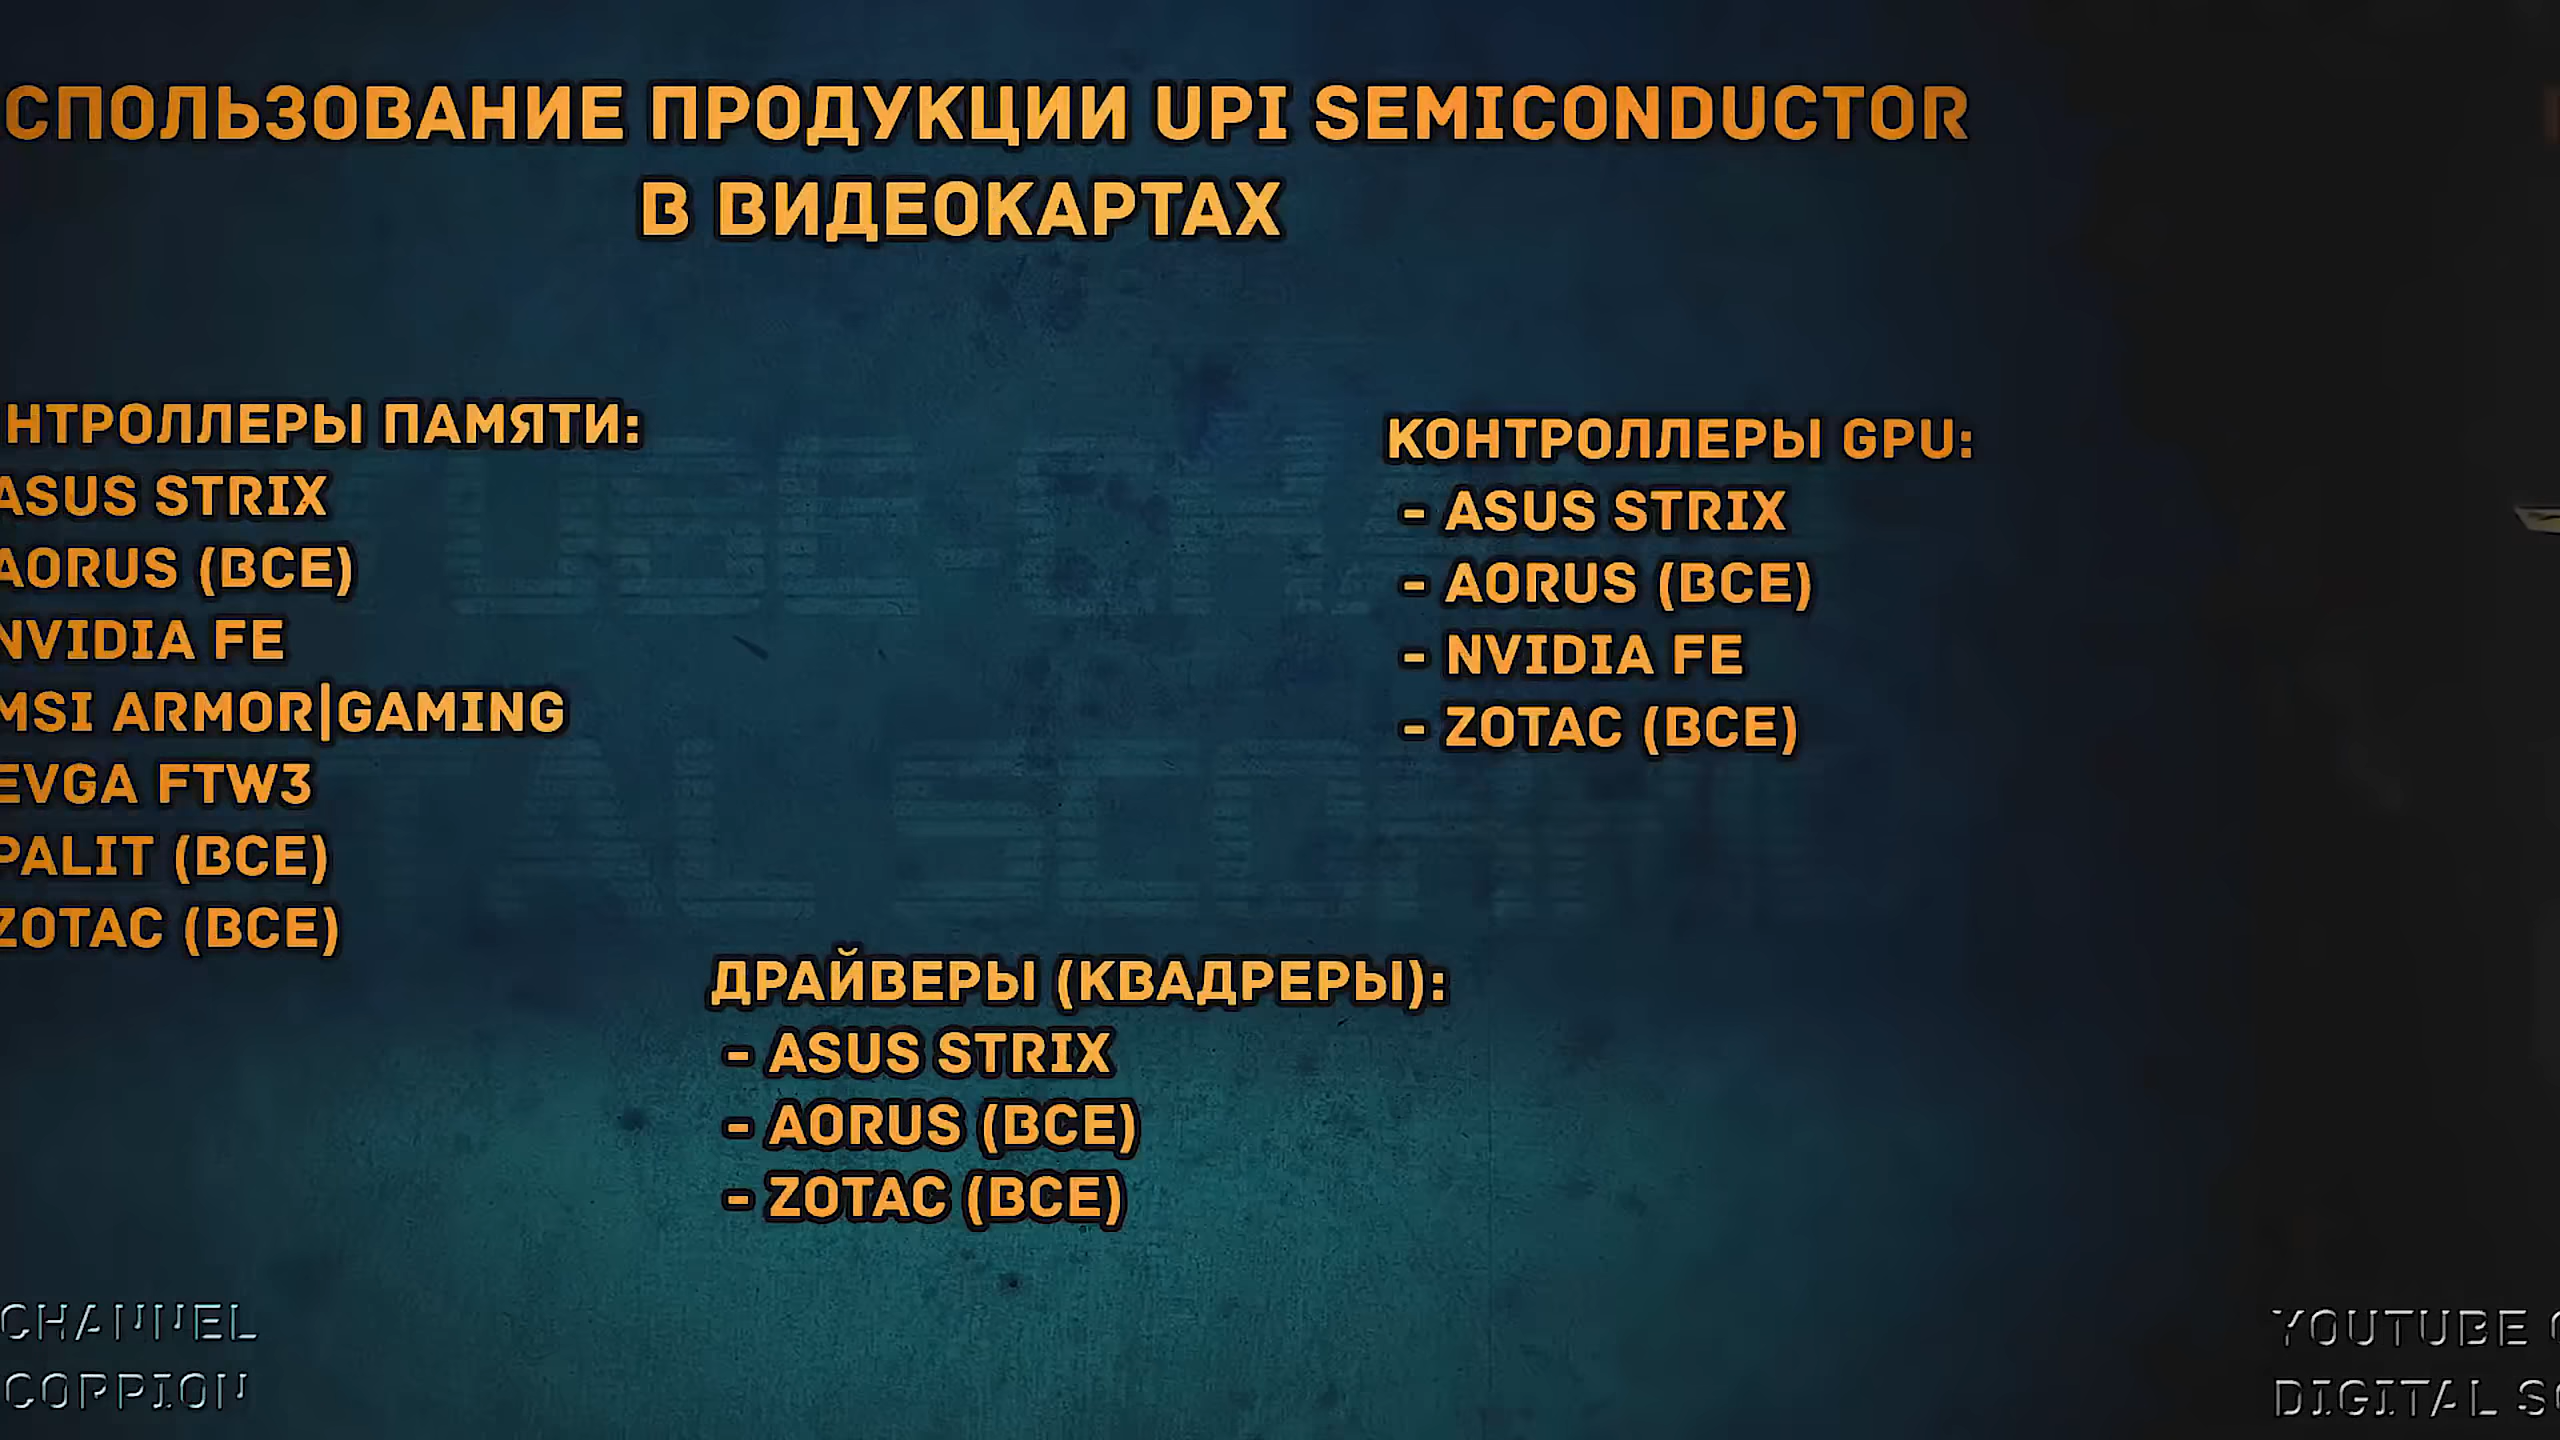 СПОЛЬЗОВАНИЕ ПРОДУКЦИИ UPI SEMICONDUCTOR
В ВИДЕОКАРТАХ
НТРОЛЛЕРЫ ПАМЯТИ:
ASUS STRIX
AORUS (ВСЕ)
NVIDIA FE
MSI ARMOR|GAMING
EVGA FTW3
PALIT (ВСЕ)
ZOTAC (ВСЕ)
КОНТРОЛЛЕРЫ GPU:
- ASUS STRIX
- AORUS (ВСЕ)
- NVIDIA FE
- ZOTAC (ВСЕ)
ДРАЙВЕРЫ (КВАДРЕРЫ):
- ASUS STRIX
- AORUS (ВСЕ)
- ZOTAC (ВСЕ)
CHANNEL
CORPION
YOUTUBE
DIGITAL S